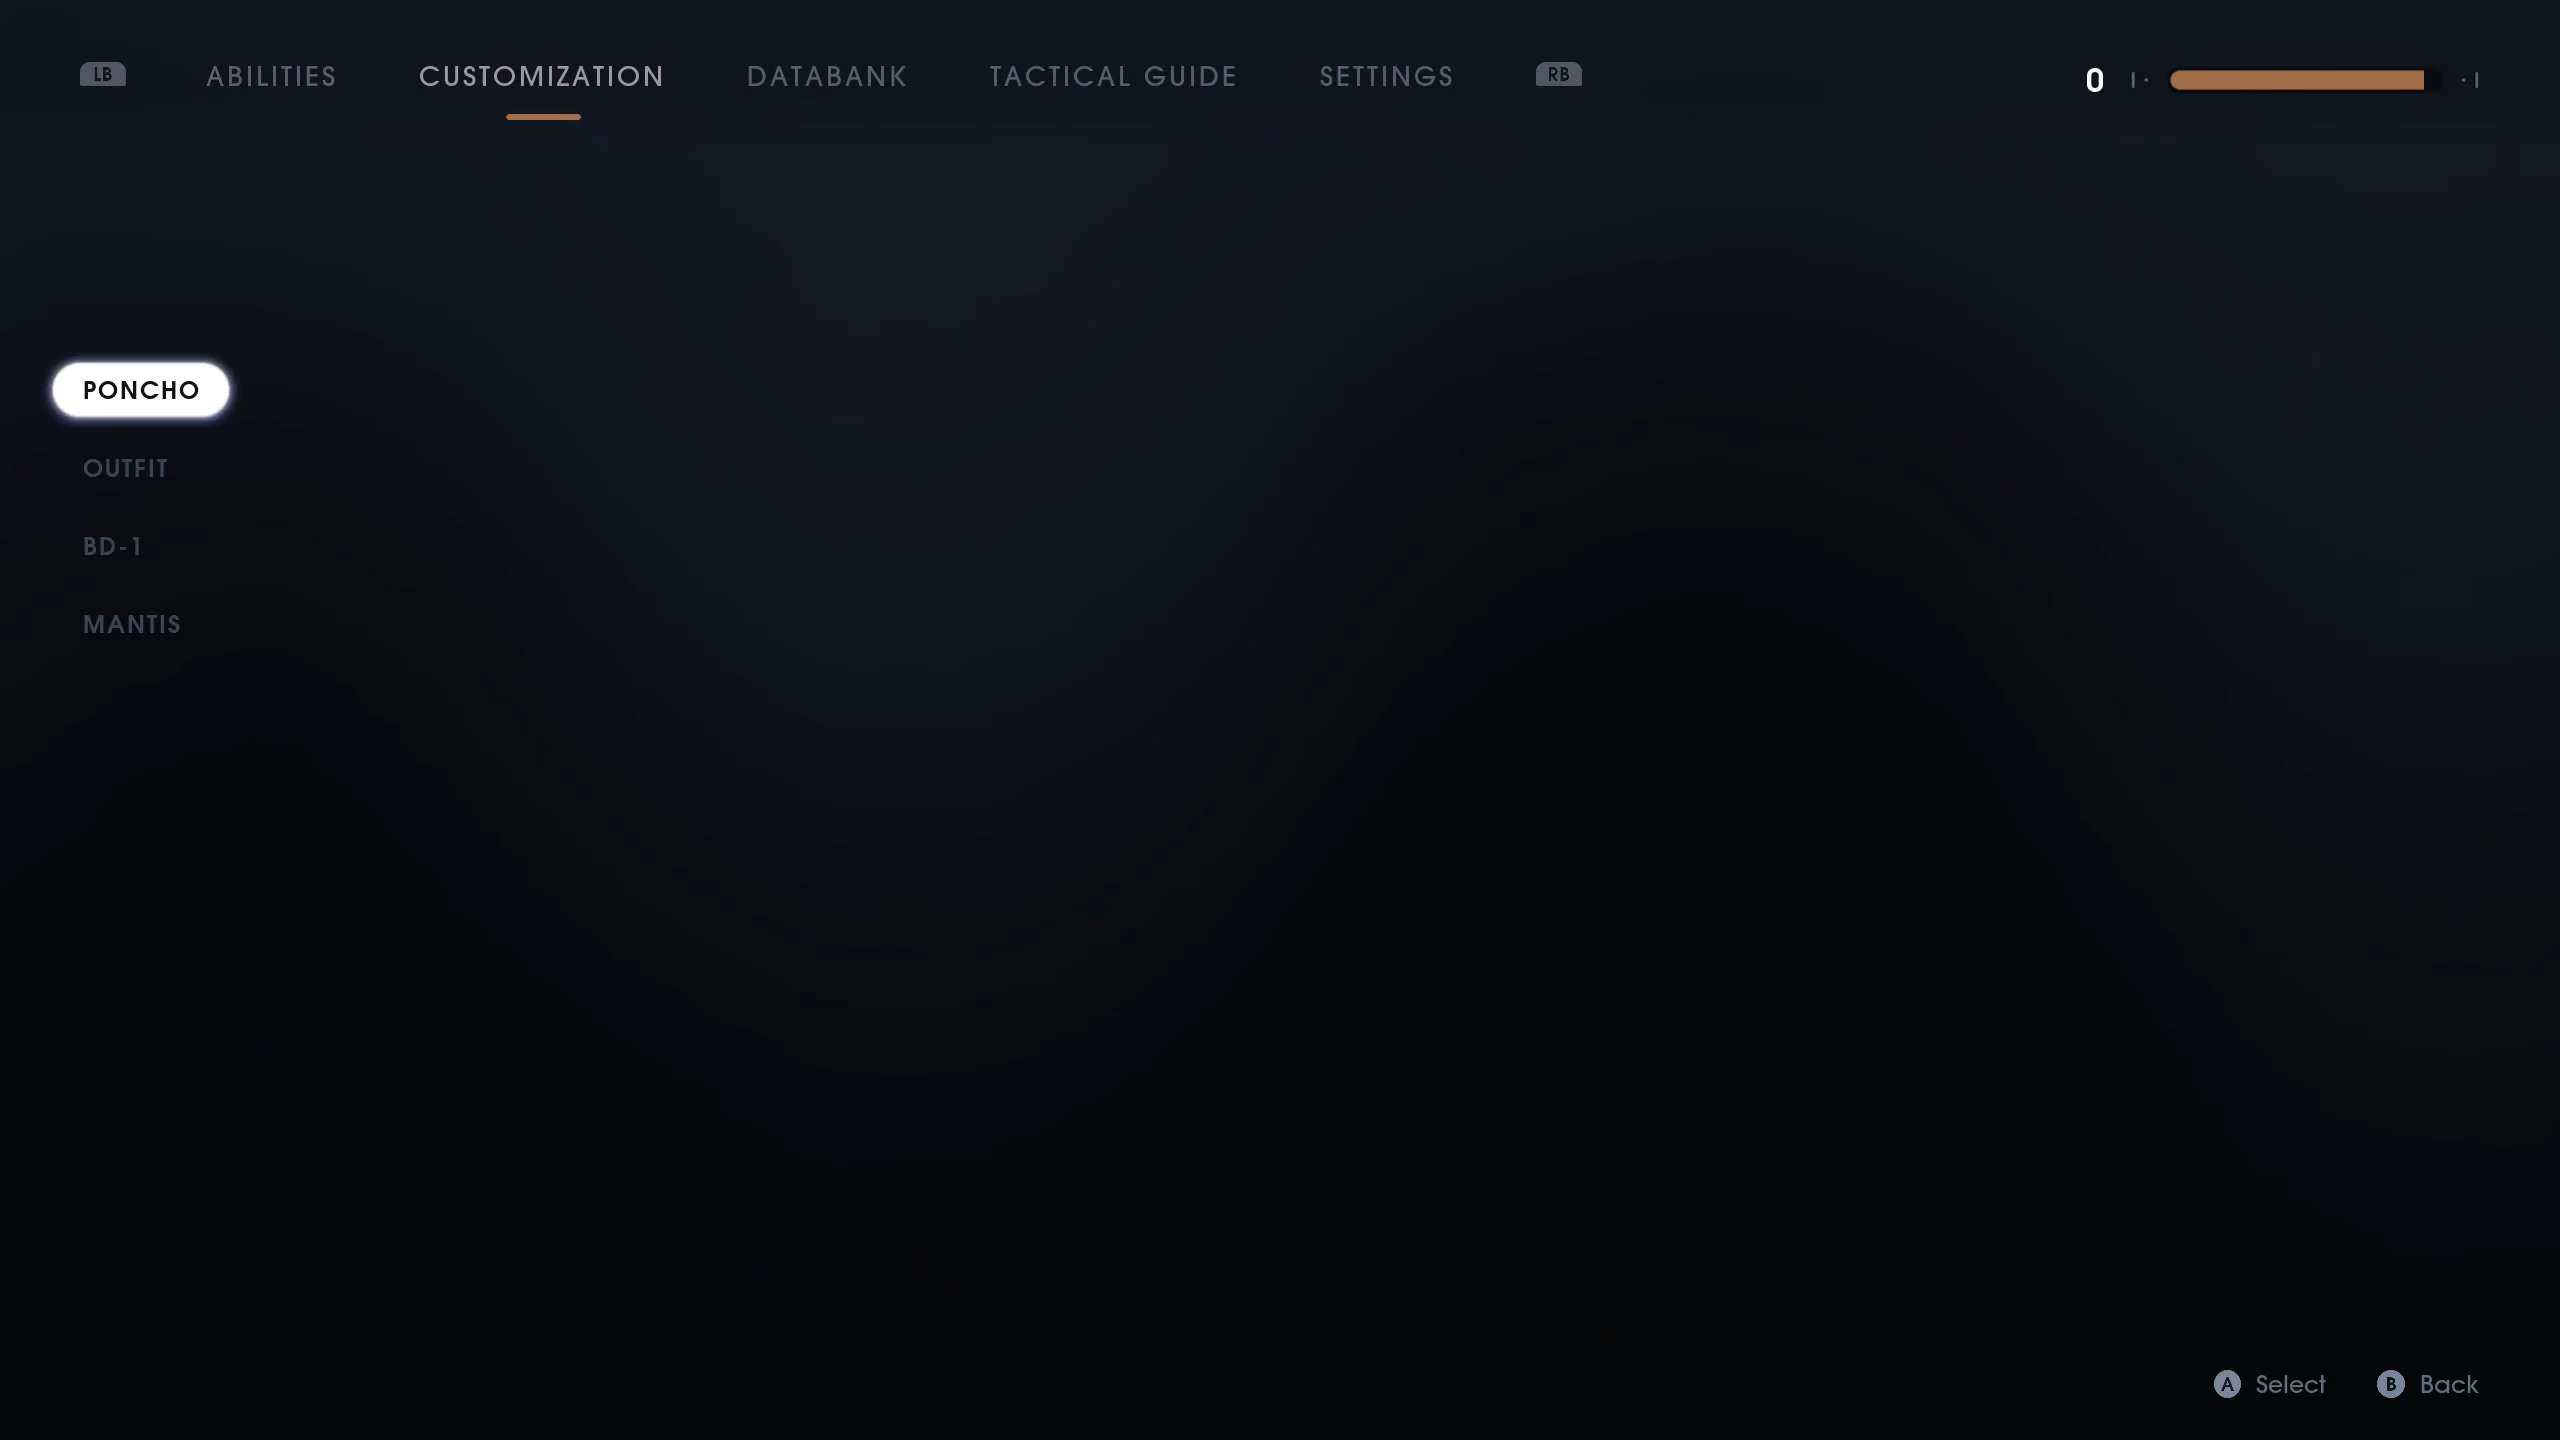 LB ABILITIES CUSTOMIZATION DATABANK TACTICAL GUIDE SETTINGS RB 0
PONCHO
OUTFIT
BD-1
MANTIS
A Select B Back